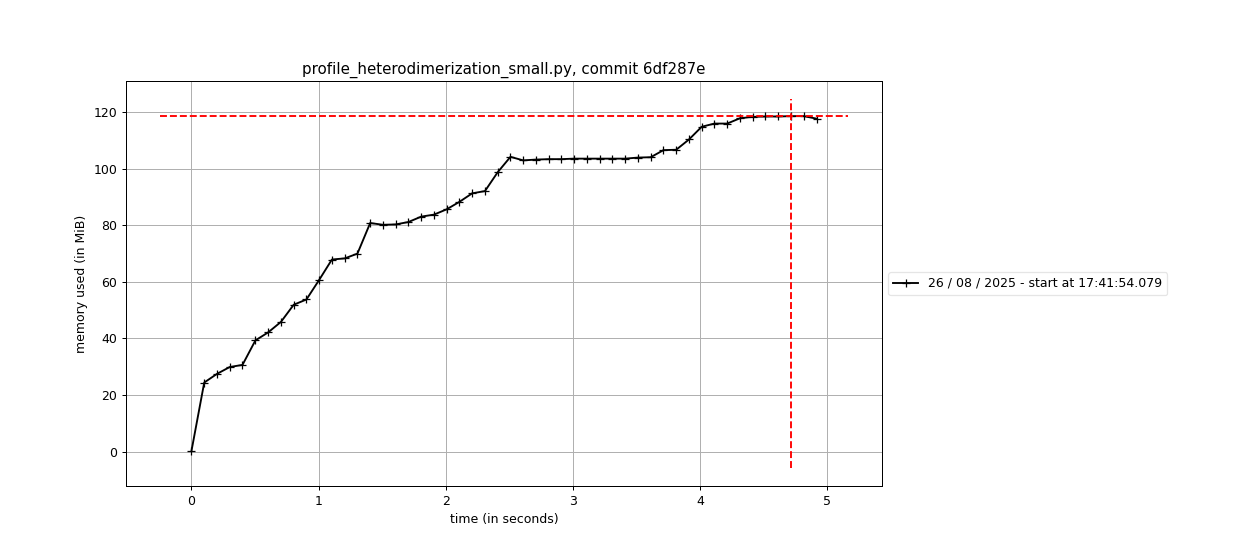 profile_heterodimerization_small.py, commit 6df287e
120
100
80
60
40
20
0
memory used (in MiB)
0 1 2 3 4 5
time (in seconds)
26 / 08 / 2025 - start at 17:41:54.079